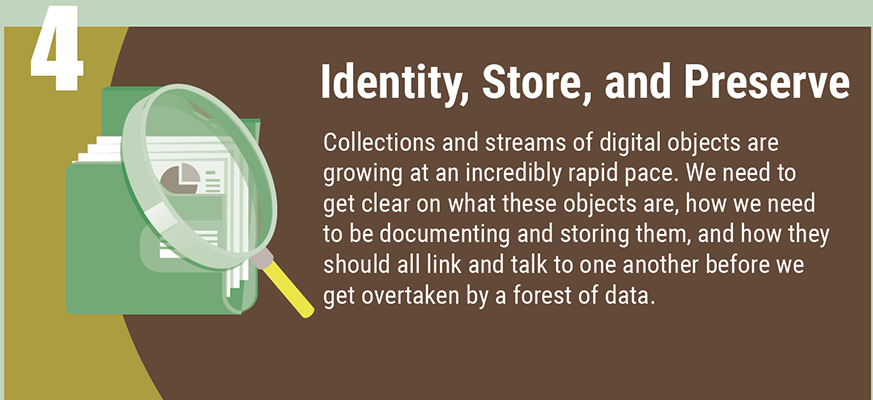 4
Identity, Store, and Preserve
Collections and streams of digital objects are
growing at an incredibly rapid pace. We need to
get clear on what these objects are, how we need
to be documenting and storing them, and how they
should all link and talk to one another before we
get overtaken by a forest of data.